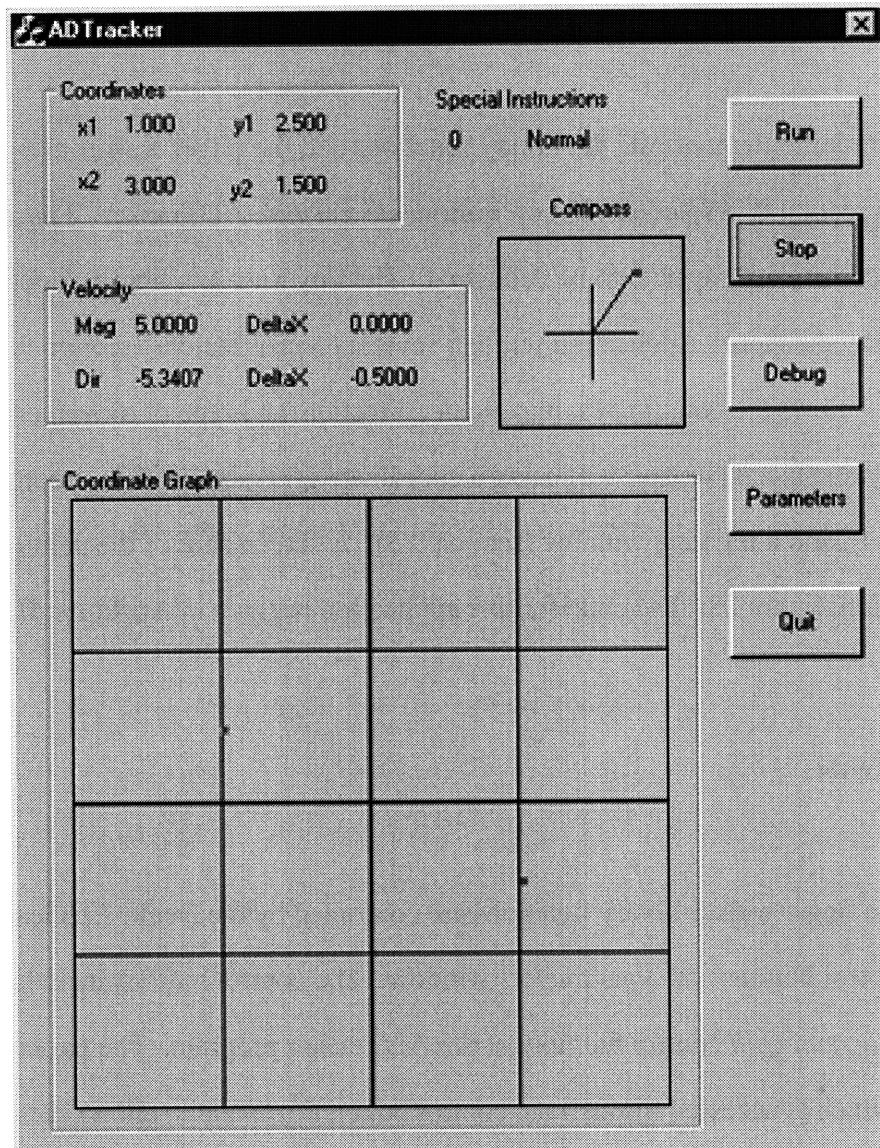 ADTracker
Coordinates
x1 1.000 y1 2.500
x2 3.000 y2 1.500
Special Instructions
0 Normal
Compass
Velocity
Mag 5.0000 DeltaX 0.0000
Dir -5.3407 DeltaX -0.5000
Coordinate Graph
Run
Stop
Debug
Parameters
Quit